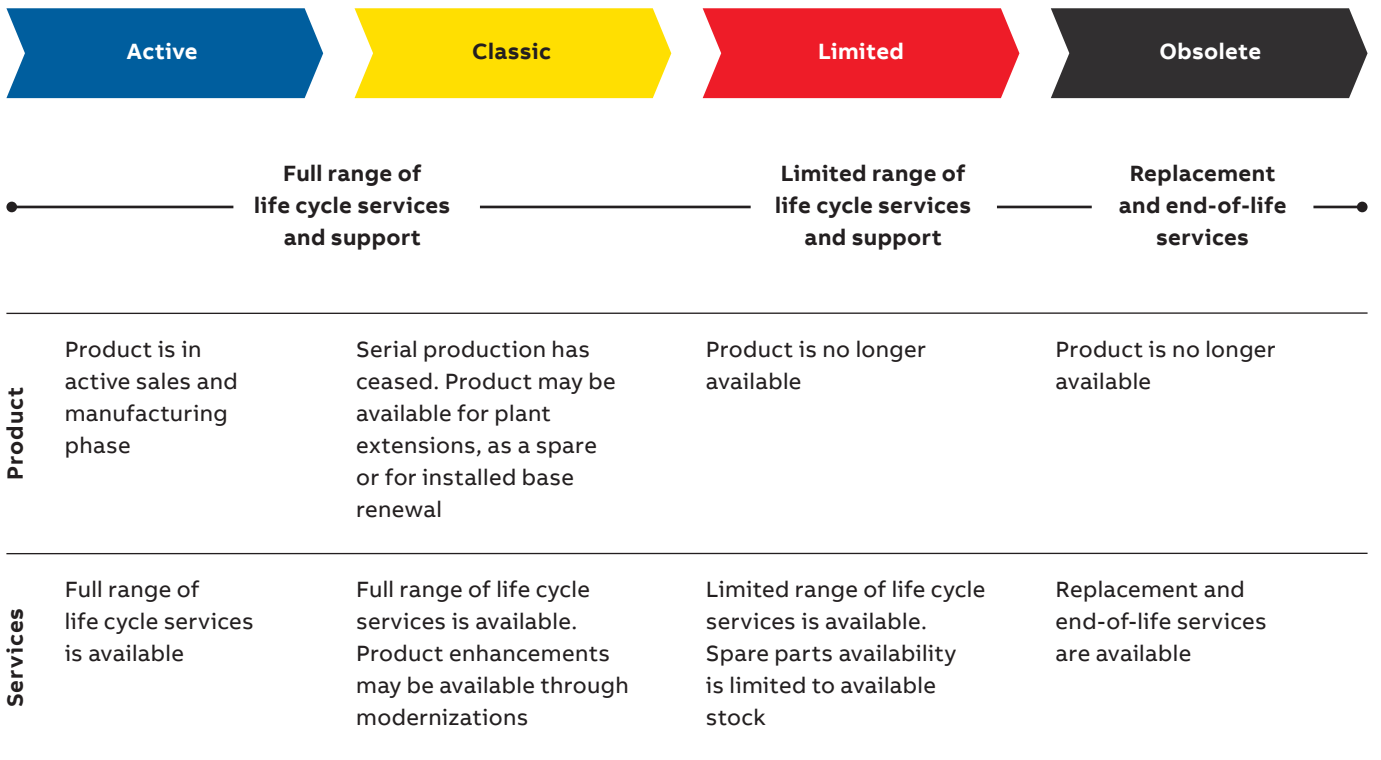 Active
Classic
Limited
Obsolete
Full range of
life cycle services
and support
Limited range of
life cycle services
and support
Replacement
and end-of-life
services
Product
Product is in
active sales and
manufacturing
phase
Serial production has
ceased. Product may be
available for plant
extensions, as a spare
or for installed base
renewal
Product is no longer
available
Product is no longer
available
Services
Full range of
life cycle services
is available
Full range of life cycle
services is available.
Product enhancements
may be available through
modernizations
Limited range of life cycle
services is available.
Spare parts availability
is limited to available
stock
Replacement and
end-of-life services
are available